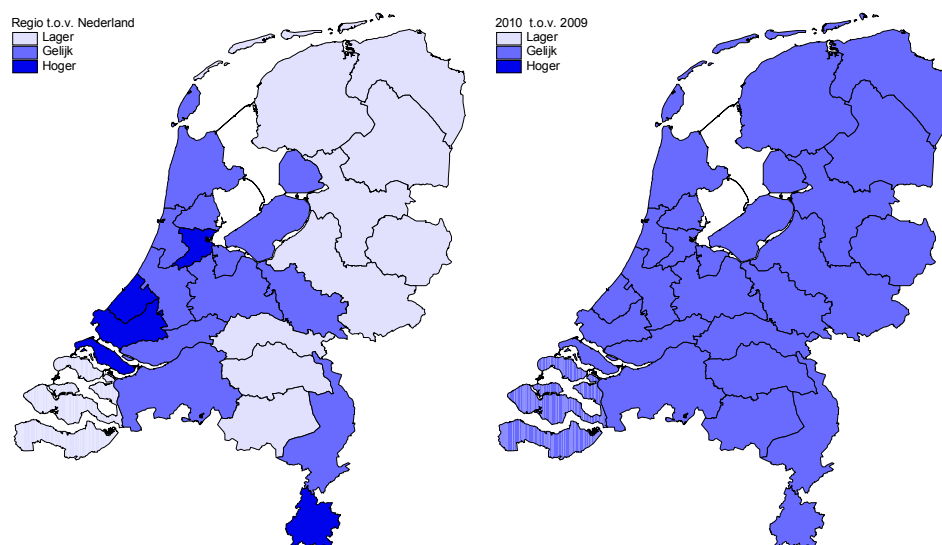 Regio t.o.v. Nederland
Lager
Gelijk
Hoger
2010 t.o.v. 2009
Lager
Gelijk
Hoger